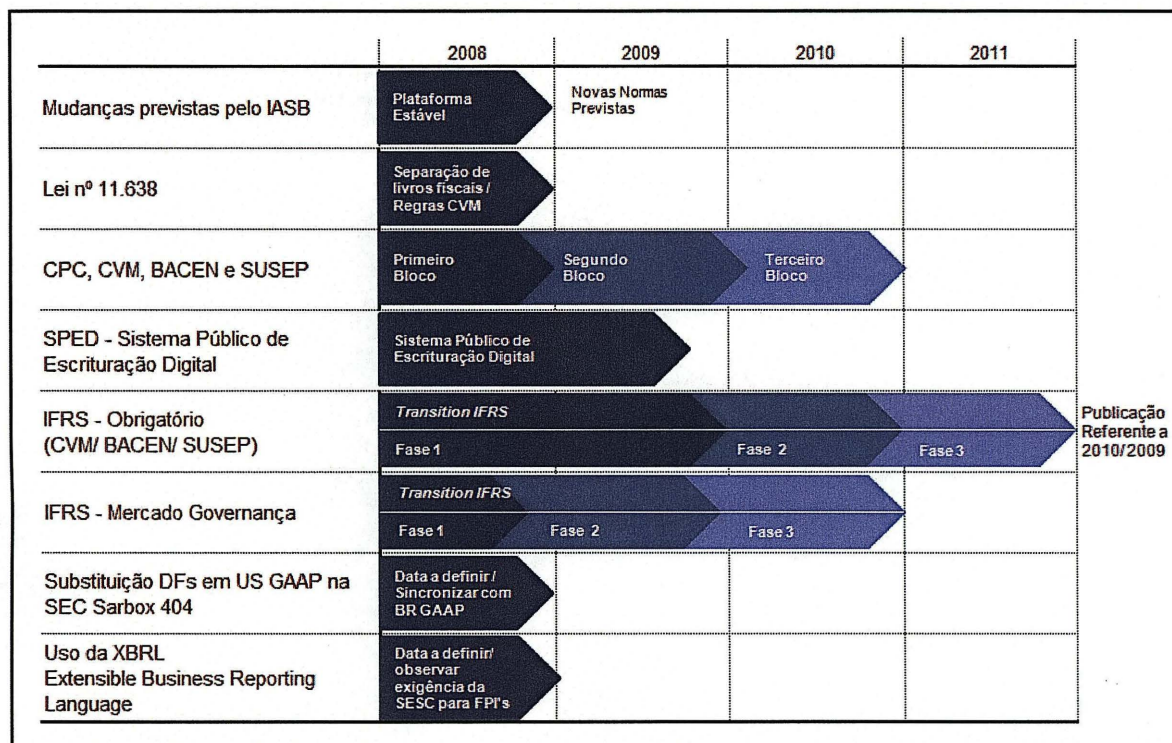 2008 2009 2010 2011
Mudanças previstas pelo IASB
Plataforma
Estável
Novas Normas
Previstas
Lei nº 11.638
Separação de
livros fiscais /
Regras CVM
CPC, CVM, BACEN e SUSEP
Primeiro
Bloco
Segundo
Bloco
Terceiro
Bloco
SPED - Sistema Público de
Escrituração Digital
Sistema Público de
Escrituração Digital
IFRS - Obrigatório
(CVM/ BACEN/ SUSEP)
Transition IFRS
Fase 1 Fase 2 Fase 3
Publicação
Referente a
2010/2009
IFRS - Mercado Governança
Transition IFRS
Fase 1 Fase 2 Fase 3
Substituição DFs em US GAAP na
SEC Sarbox 404
Data a definir /
Sincronizar com
BR GAAP
Uso da XBRL
Extensible Business Reporting
Language
Data a definir/
observar
exigência da
SESC para FPI's